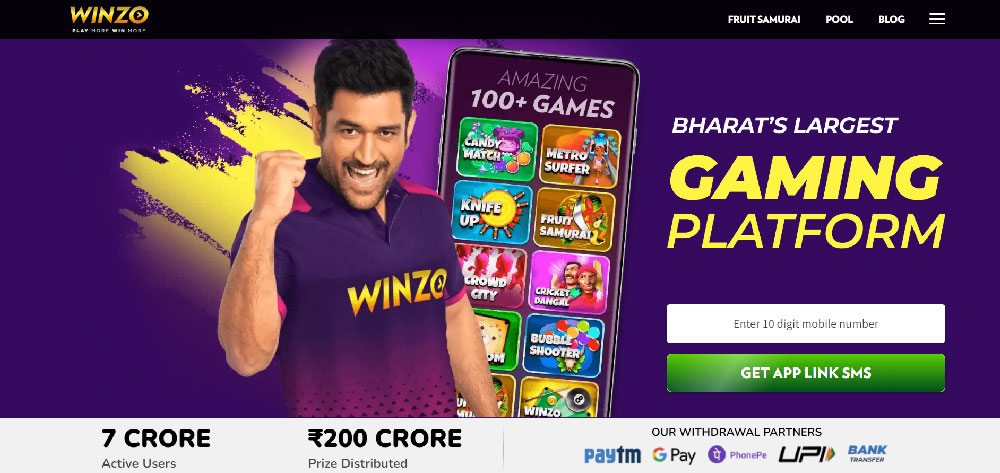 WINZO
PLAY MORE WIN MORE
FRUIT SAMURAI POOL BLOG
AMAZING
100+ GAMES
CANDY MATCH
METRO SURFER
KNIFE UP
FRUIT SAMURAI
CROWD CITY
CRICKET DANGAL
BUBBLE SHOOTER
WINZO
WINZO
BHARAT'S LARGEST
GAMING
PLATFORM
Enter 10 digit mobile number
GET APP LINK SMS
7 CRORE
Active Users
₹200 CRORE
Prize Distributed
OUR WITHDRAWAL PARTNERS
paytm G Pay PhonePe UPI BANK
TRANSFER